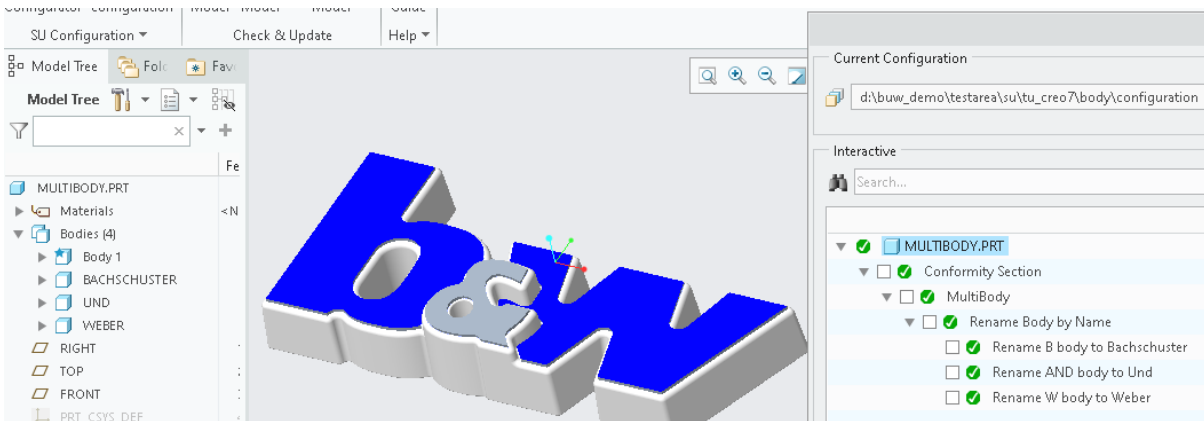 SU Configuration
Check & Update
Help
Model Tree
Fav
Model Tree
Fe
MULTIBODY.PRT
Materials
<N
Bodies (4)
Body 1
BACHSCHUSTER
UND
WEBER
RIGHT
TOP
FRONT
PRT_CSYS_DEF
b&w
Current Configuration
d:\buw_demo\testarea\su\tu_creo7\body\configuration
Interactive
Search...
MULTIBODY.PRT
Conformity Section
MultiBody
Rename Body by Name
Rename B body to Bachschuster
Rename AND body to Und
Rename W body to Weber